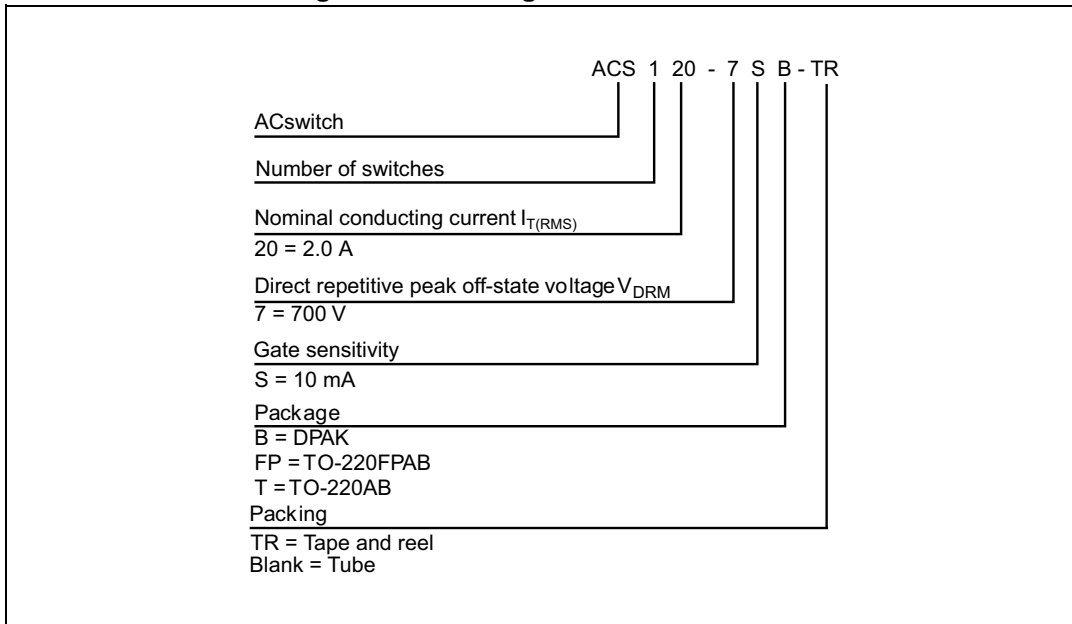 ACS 1 20 - 7 S B - TR
ACswitch
Number of switches
Nominal conducting current IT(RMS)
20 = 2.0 A
Direct repetitive peak off-state voltage VDRM
7 = 700 V
Gate sensitivity
S = 10 mA
Package
B = DPAK
FP = TO-220FPAB
T = TO-220AB
Packing
TR = Tape and reel
Blank = Tube